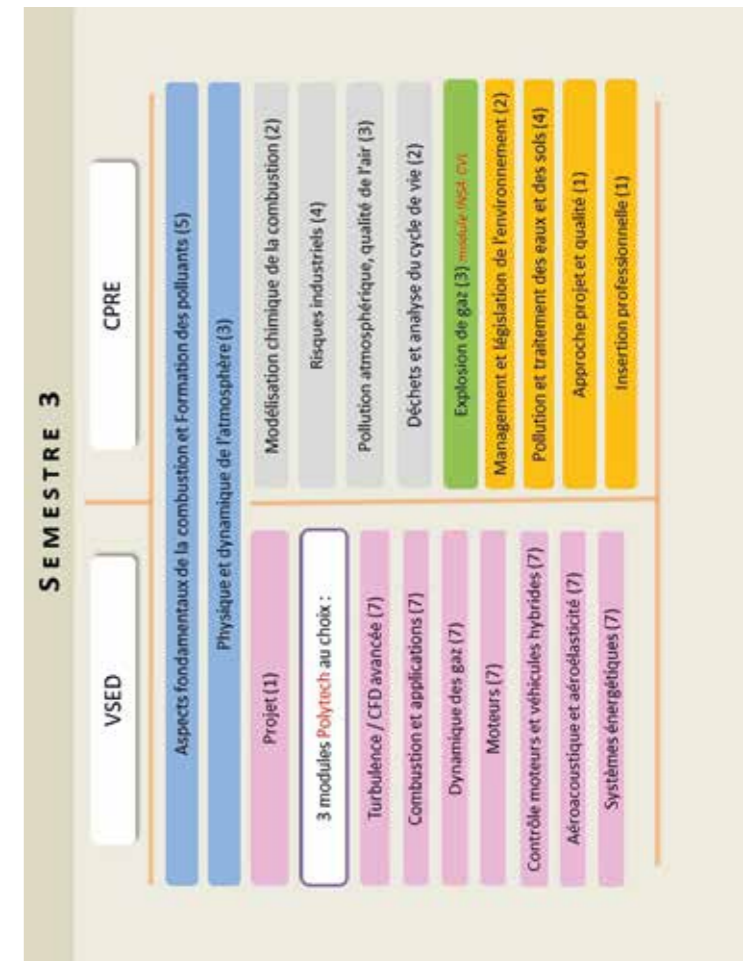 SEMESTRE 3
VSED
CPRE
Aspects fondamentaux de la combustion et Formation des polluants (5)
Physique et dynamique de l'atmosphère (3)
Projet (1)
3 modules Polytech au choix :
Turbulence / CFD avancée (7)
Combustion et applications (7)
Dynamique des gaz (7)
Moteurs (7)
Contrôle moteurs et véhicules hybrides (7)
Aéroacoustique et aéroélasticité (7)
Systèmes énergétiques (7)
Modélisation chimique de la combustion (2)
Risques industriels (4)
Pollution atmosphérique, qualité de l'air (3)
Déchets et analyse du cycle de vie (2)
Explosion de gaz (3) module INSA CVL
Management et législation de l'environnement (2)
Pollution et traitement des eaux et des sols (4)
Approche projet et qualité (1)
Insertion professionnelle (1)